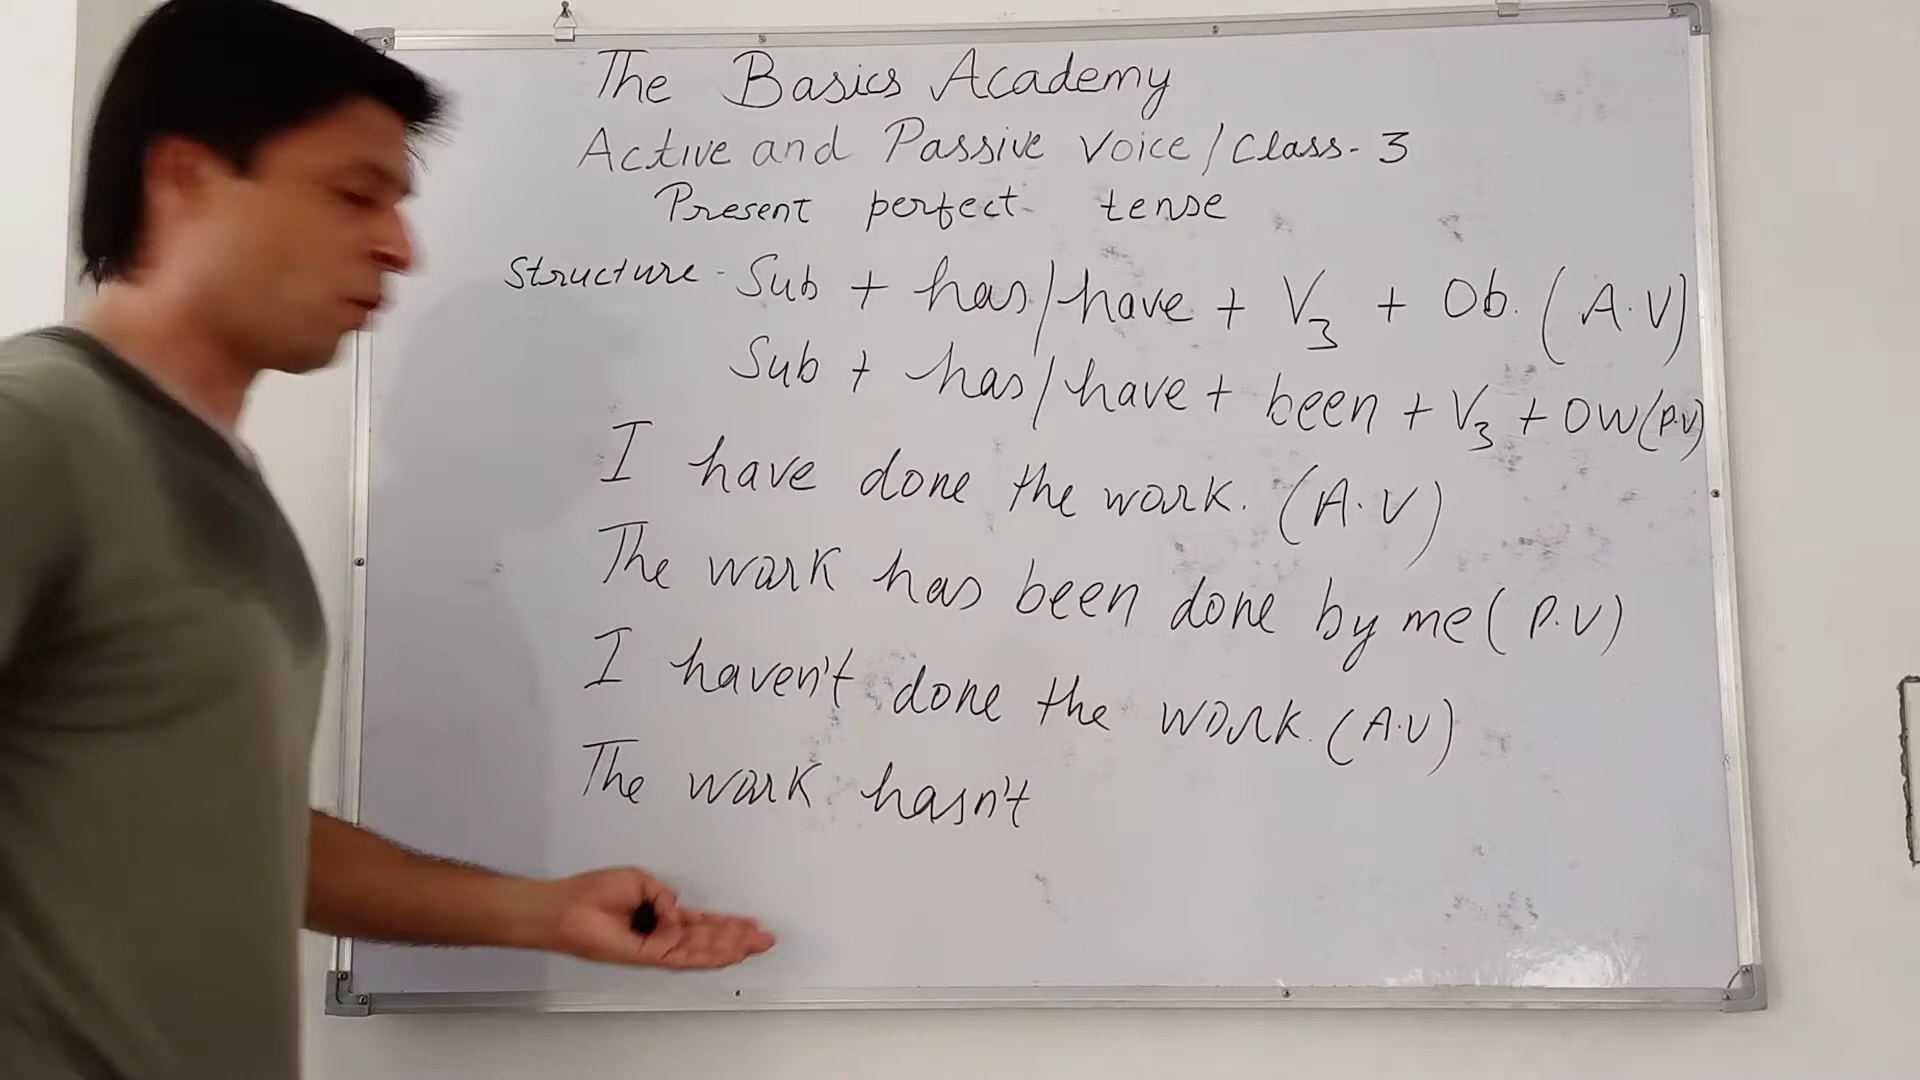 The Basics Academy
Active and Passive Voice / Class - 3
Present perfect tense
Structure - Sub + has/have + V3 + Ob. (A.V)
Sub + has/have + been + V3 + OW (P.V)
I have done the work. (A.V)
The work has been done by me (P.V)
I haven't done the work. (A.V)
The work hasn't